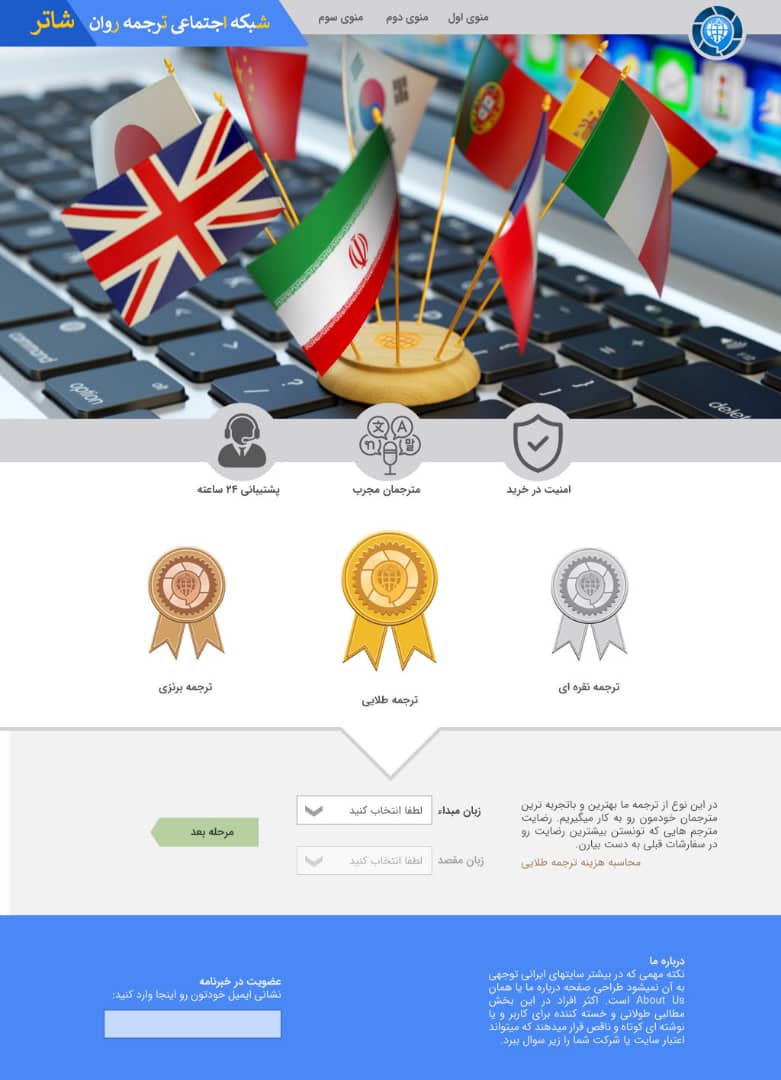 منوی اول
منوی دوم
منوی سوم
شبکه اجتماعی ترجمه روان شاتر
command
option
delete
امنیت در خرید
مترجمان مجرب
پشتیبانی ۲۴ ساعته
文 A
ת 말
ترجمه نقره ای
ترجمه طلایی
ترجمه برنزی
در این نوع از ترجمه ما بهترین و باتجربه ترین
مترجمان خودمون رو به کار میگیریم. رضایت
مترجم هایی که تونستن بیشترین رضایت رو
در سفارشات قبلی به دست بیارن.
محاسبه هزینه ترجمه طلایی
زبان مبداء
لطفا انتخاب کنید
زبان مقصد
لطفا انتخاب کنید
مرحله بعد
درباره ما
نکته مهمی که در بیشتر سایتهای ایرانی توجهی
به آن نمیشود طراحی صفحه درباره ما یا همان
About Us است. اکثر افراد در این بخش
مطالبی طولانی و خسته کننده برای کاربر و یا
نوشته ای کوتاه و ناقص قرار میدهند که میتواند
اعتبار سایت یا شرکت شما را زیر سوال ببرد.
عضویت در خبرنامه
نشانی ایمیل خودتون رو اینجا وارد کنید: